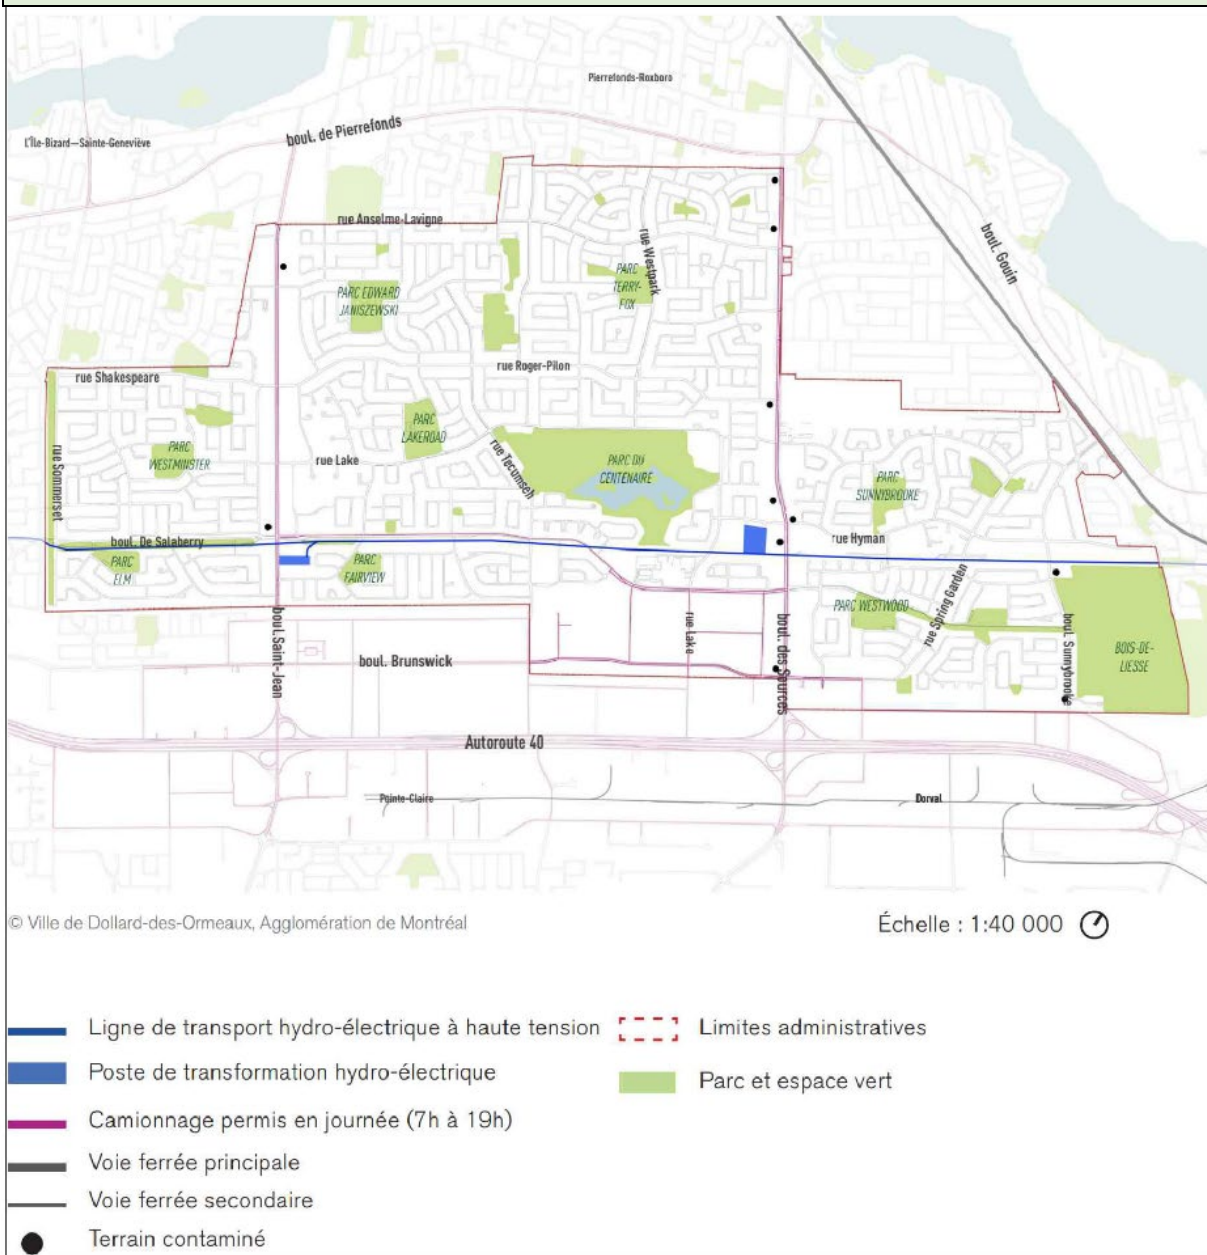 Pierrefonds-Roxboro
boul. de Pierrefonds
L'Île-Bizard—Sainte-Geneviève
rue Anselme-Lavigne
boul. Gouin
rue Westpark
PARC
TERRY-
FOX
PARC EDWARD
JANISZEWSKI
rue Roger-Pilon
rue Shakespeare
PARC
LAKEROAD
rue Sommerset
PARC
WESTMINSTER
rue Lake
rue Tecumseh
PARC DU
CENTENAIRE
PARC
SUNNYBROOKE
boul. De Salaberry
rue Hyman
PARC
ELM
PARC
FAIRVIEW
PARC WESTWOOD
rue Spring Garden
boul. Saint-Jean
rue Lake
boul. des Sources
boul. Sunnybrooke
BOIS-DE-
LIESSE
boul. Brunswick
Autoroute 40
Pointe-Claire
Dorval
© Ville de Dollard-des-Ormeaux, Agglomération de Montréal
Échelle : 1:40 000
Ligne de transport hydro-électrique à haute tension
Limites administratives
Poste de transformation hydro-électrique
Parc et espace vert
Camionnage permis en journée (7h à 19h)
Voie ferrée principale
Voie ferrée secondaire
Terrain contaminé